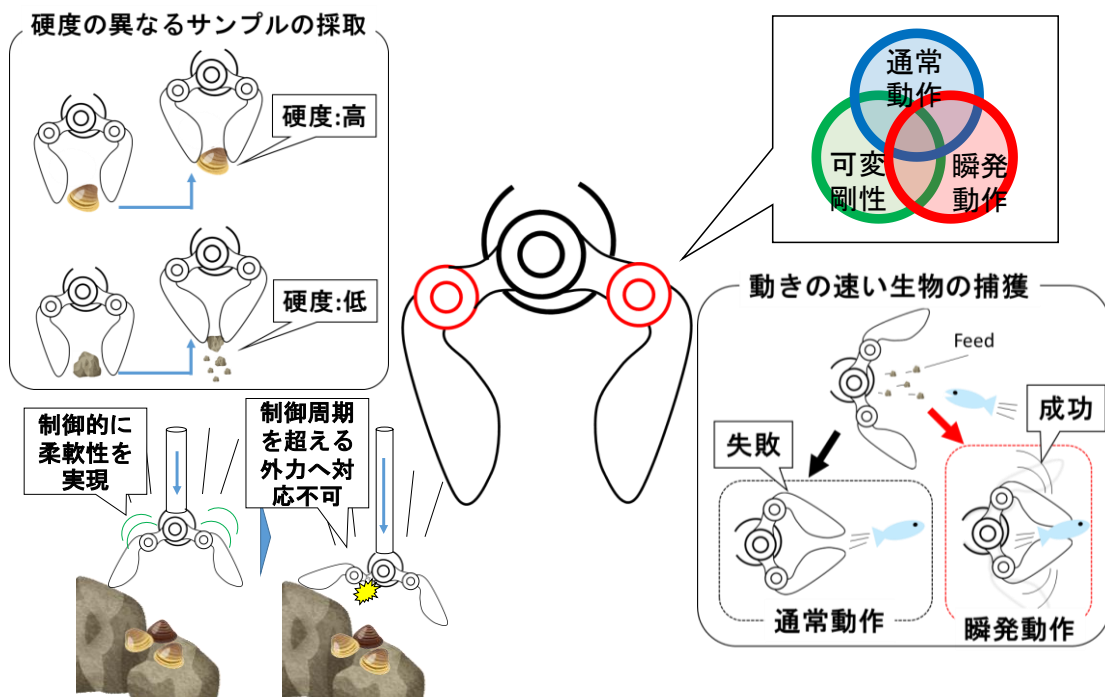 硬度の異なるサンプルの採取
硬度:高
硬度:低
通常
動作
可変
剛性
瞬発
動作
動きの速い生物の捕獲
Feed
成功
失敗
通常動作
瞬発動作
制御的に
柔軟性を
実現
制御周期
を超える
外力へ対
応不可